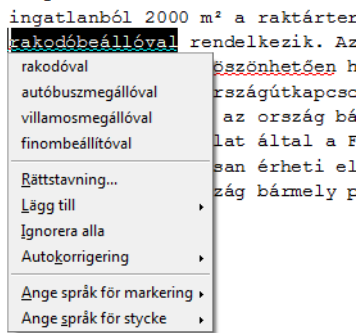 ingatlanból 2000 m² a raktárter
rakodóbeállóval rendelkezik. Az
rakodóval
öszönhetően h
autóbuszmegállóval
rszágútkapcso
villamosmegállóval
az ország bá
finombeállítóval
lat által a F
san érheti el
Rättstavning...
zág bármely p
Lägg till
Ignorera alla
Autokorrigering
Ange språk för markering
Ange språk för stycke